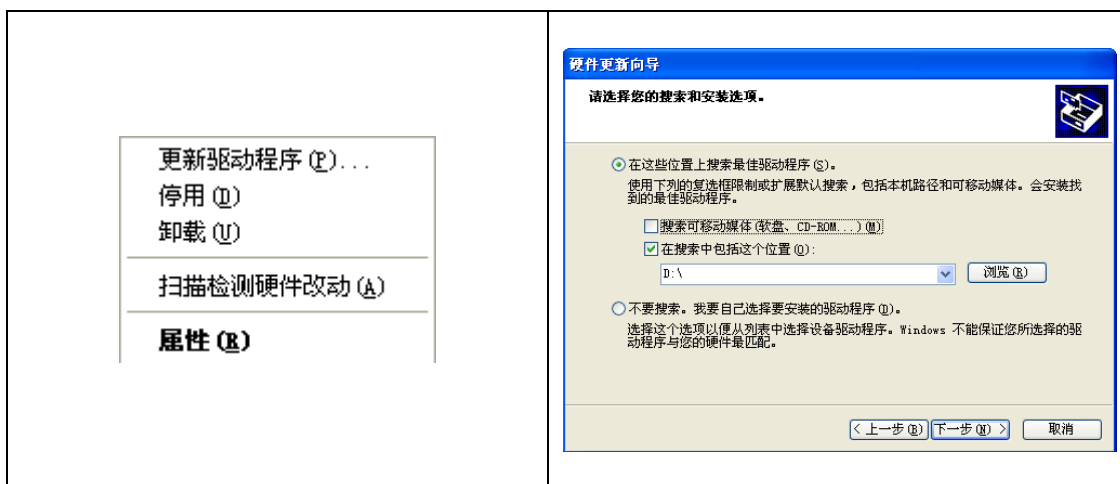 更新驱动程序(P)...
停用(D)
卸载(U)
扫描检测硬件改动(A)
属性(R)
硬件更新向导
请选择您的搜索和安装选项。
在这些位置上搜索最佳驱动程序(S)。
使用下列的复选框限制或扩展默认搜索，包括本机路径和可移动媒体。会安装找
到的最佳驱动程序。
搜索可移动媒体(软盘、CD-ROM...)(M)
在搜索中包括这个位置(O):
D:\
浏览(R)
不要搜索。我要自己选择要安装的驱动程序(D)。
选择这个选项以便从列表中选择设备驱动程序。Windows 不能保证您所选择的驱
动程序与您的硬件最匹配。
< 上一步(B) 下一步(N) > 取消